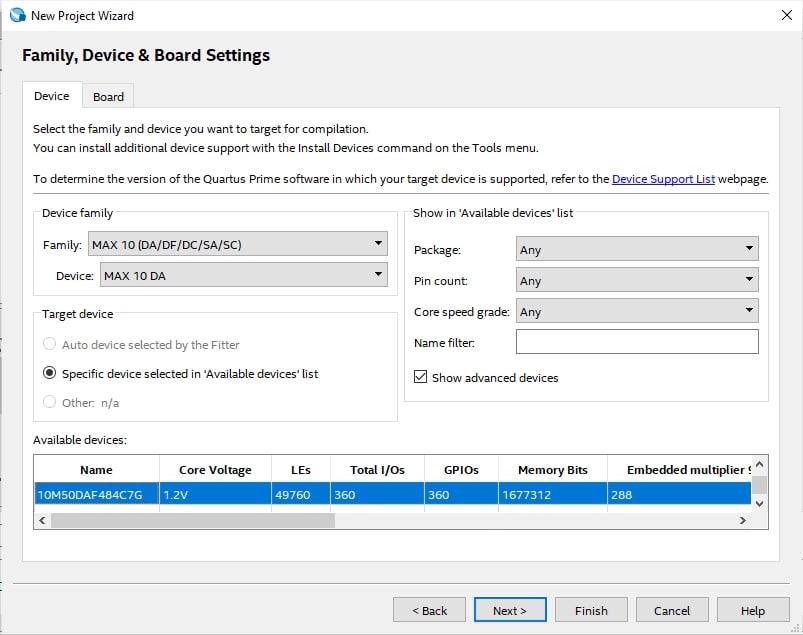 New Project Wizard
Family, Device & Board Settings
Device Board
Select the family and device you want to target for compilation.
You can install additional device support with the Install Devices command on the Tools menu.
To determine the version of the Quartus Prime software in which your target device is supported, refer to the Device Support List webpage.
Device family
Family: MAX 10 (DA/DF/DC/SA/SC)
Device: MAX 10 DA
Target device
Auto device selected by the Fitter
Specific device selected in 'Available devices' list
Other: n/a
Show in 'Available devices' list
Package: Any
Pin count: Any
Core speed grade: Any
Name filter:
Show advanced devices
Available devices:
Name Core Voltage LEs Total I/Os GPIOs Memory Bits Embedded multiplier
10M50DAF484C7G 1.2V 49760 360 360 1677312 288
< Back Next > Finish Cancel Help